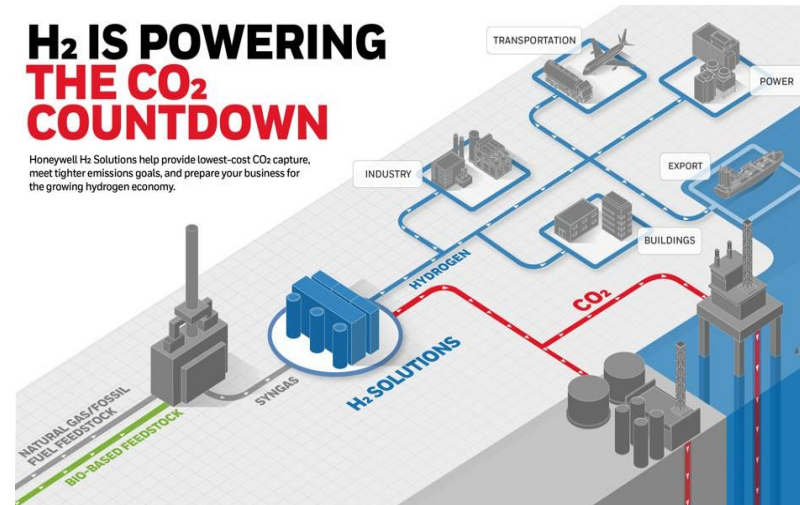 H₂ IS POWERING
THE CO₂
COUNTDOWN
Honeywell H₂ Solutions help provide lowest-cost CO₂ capture,
meet tighter emissions goals, and prepare your business for
the growing hydrogen economy.
TRANSPORTATION
POWER
INDUSTRY
EXPORT
BUILDINGS
HYDROGEN
CO₂
H₂ SOLUTIONS
SYNGAS
NATURAL GAS/FOSSIL
FUEL FEEDSTOCK
BIO-BASED FEEDSTOCK